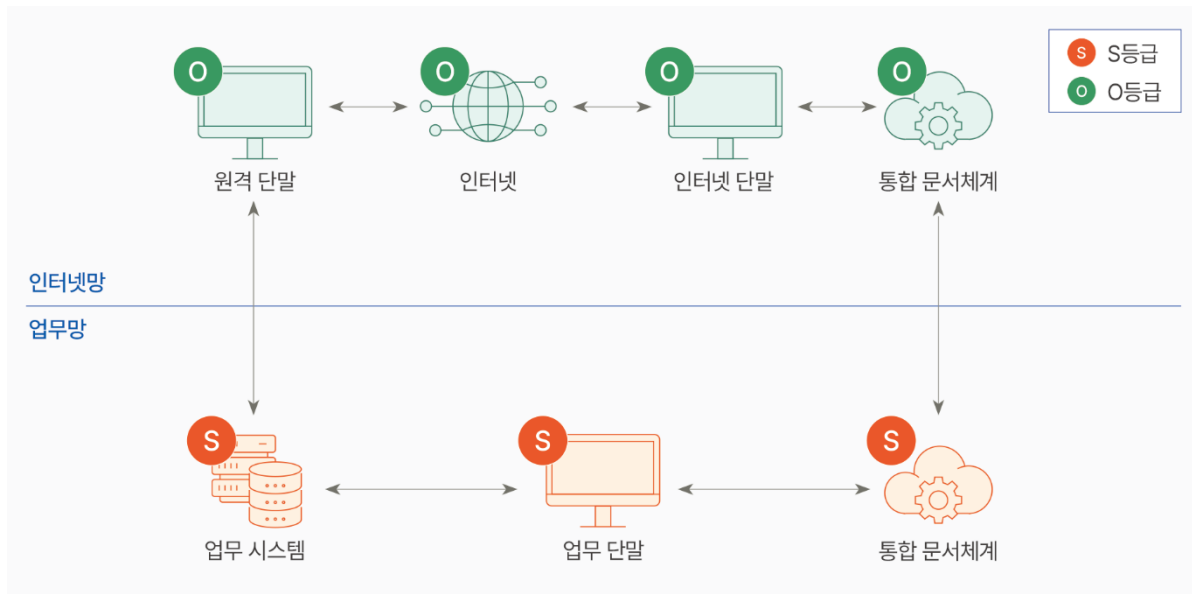 O
O
O
O
S S등급
O O등급
원격 단말
인터넷
인터넷 단말
통합 문서체계
인터넷망
업무망
S
S
S
업무 시스템
업무 단말
통합 문서체계